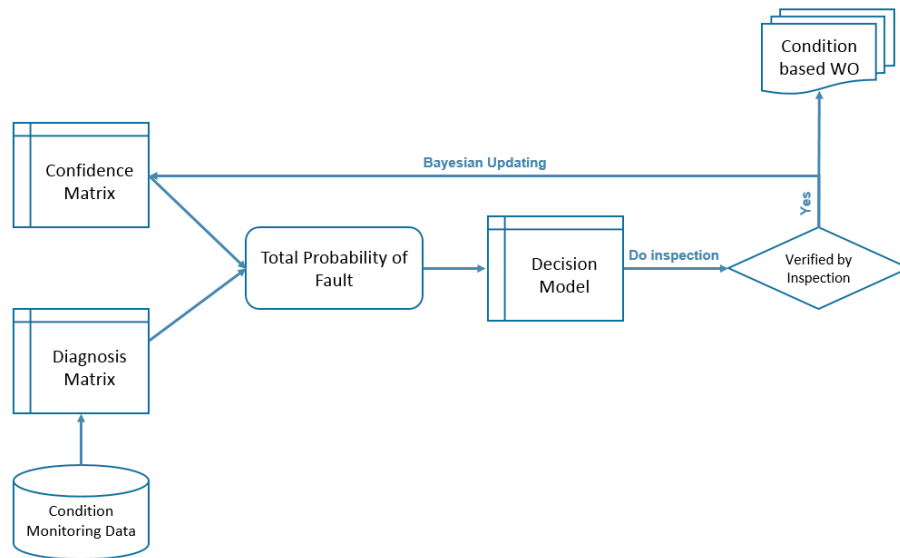 Condition
based WO
Confidence
Matrix
Bayesian Updating
Yes
Total Probability of
Fault
Decision
Model
Do inspection
Verified by
Inspection
Diagnosis
Matrix
Condition
Monitoring Data